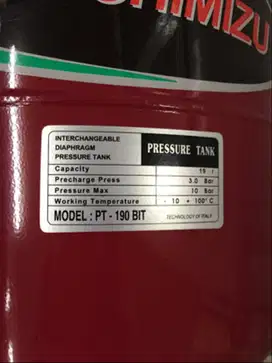 SHIMIZU
INTERCHANGEABLE
DIAPHRAGM
PRESSURE TANK
PRESSURE TANK
Capacity 19 l
Precharge Press 3.0 Bar
Pressure Max 10 Bar
Working Temperature - 10 + 100°C
MODEL : PT - 190 BIT
TECHNOLOGY OF ITALY